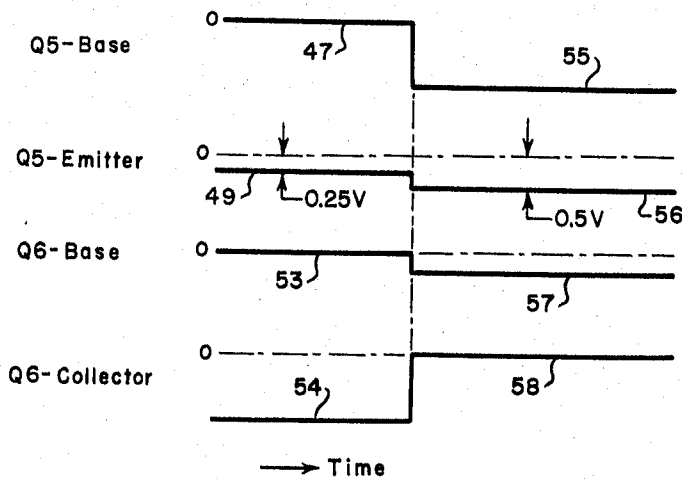 0
Q5-Base
47
55
0
Q5-Emitter
49
0.25V
0.5V
56
0
Q6-Base
53
57
0
Q6-Collector
54
58
Time